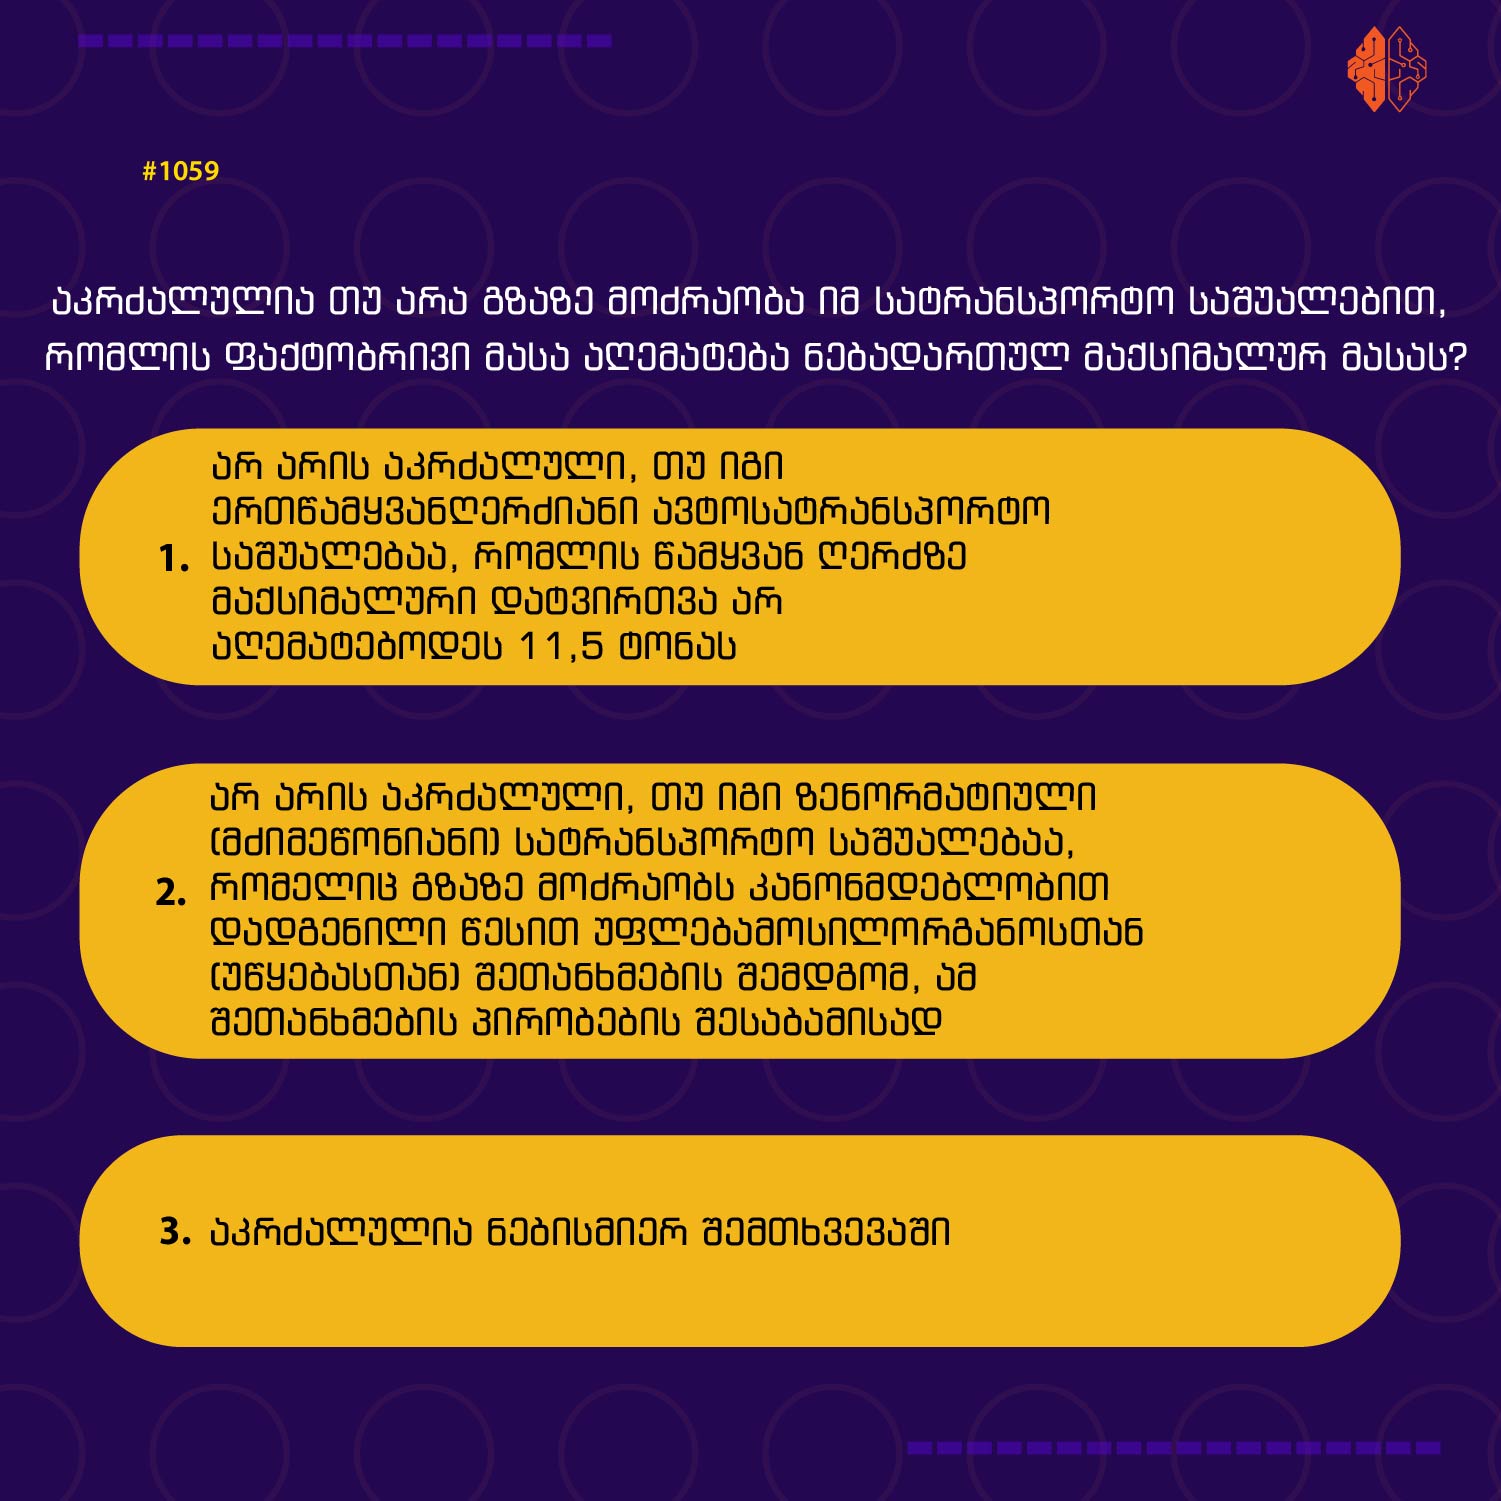 #1059
აკრძალულია თუ არა გზაზე მოძრაობა იმ სატრანსპორტო საშუალებით,
რომლის ფაქტობრივი მასა აღემატება ნებადართულ მაქსიმალურ მასას?
არ არის აკრძალული, თუ იგი
ერთწამყვანღერძიანი ავტოსატრანსპორტო
1. საშუალებაა, რომლის წამყვან ღერძზე
მაქსიმალური დატვირთვა არ
აღემატებოდეს 11,5 ტონას
არ არის აკრძალული, თუ იგი ზენორმატიული
(მძიმეწონიანი) სატრანსპორტო საშუალებაა,
2. რომელიც გზაზე მოძრაობს კანონმდებლობით
დადგენილი წესით უფლებამოსილორგანოსთან
(უწყებასთან) შეთანხმების შემდგომ, ამ
შეთანხმების პირობების შესაბამისად
3. აკრძალულია ნებისმიერ შემთხვევაში